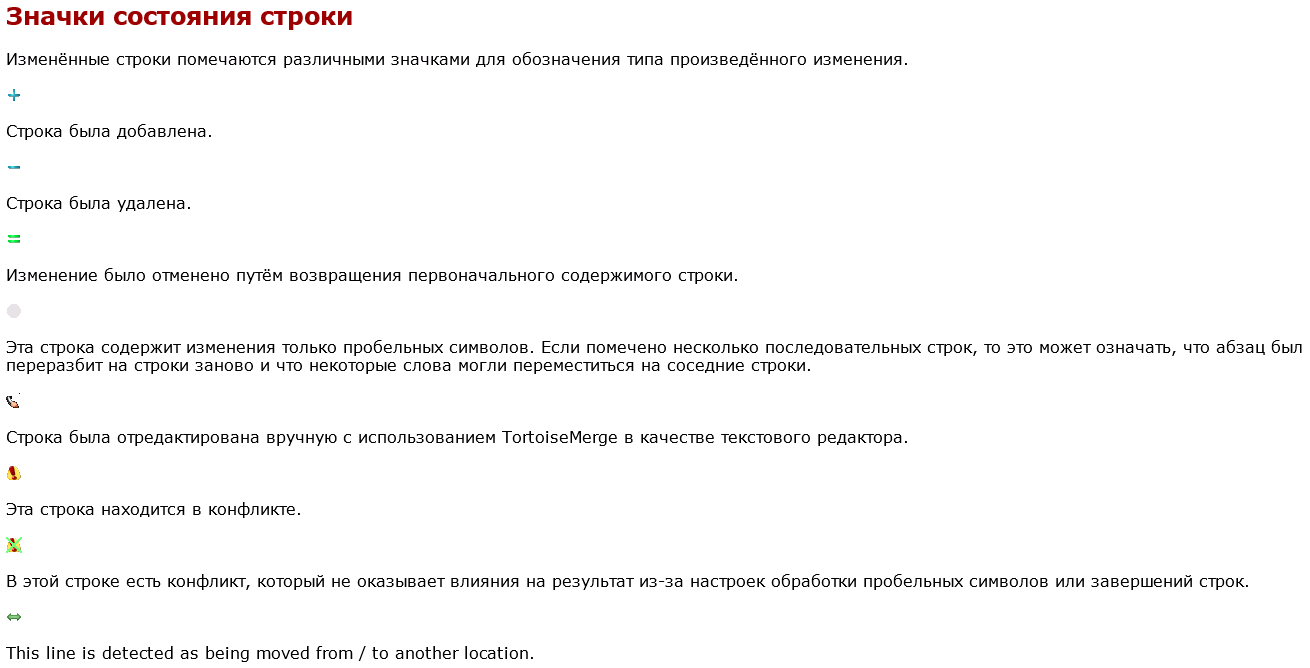 Значки состояния строки
Изменённые строки помечаются различными значками для обозначения типа произведённого изменения.
Строка была добавлена.
Строка была удалена.
Изменение было отменено путём возвращения первоначального содержимого строки.
Эта строка содержит изменения только пробельных символов. Если помечено несколько последовательных строк, то это может означать, что абзац был
переразбит на строки заново и что некоторые слова могли переместиться на соседние строки.
Строка была отредактирована вручную с использованием TortoiseMerge в качестве текстового редактора.
Эта строка находится в конфликте.
В этой строке есть конфликт, который не оказывает влияния на результат из-за настроек обработки пробельных символов или завершений строк.
This line is detected as being moved from / to another location.